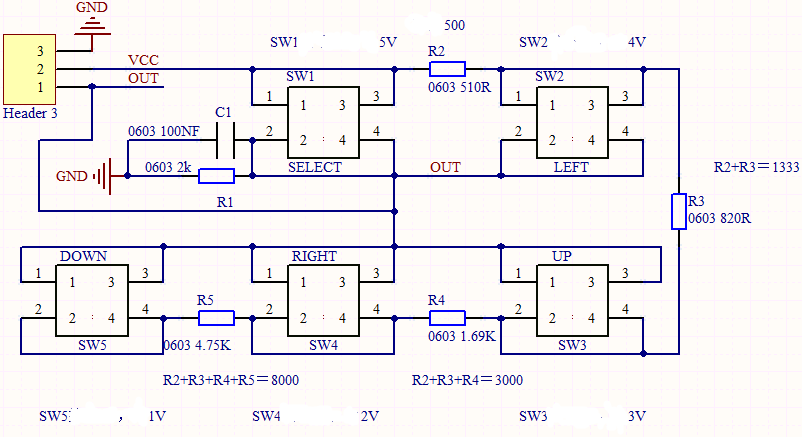 GND
500
SW1 5V
SW2 4V
3
2
1
VCC
OUT
Header 3
R2
0603 510R
SW1
1
2
1 3
2 4
3
4
SELECT
SW2
1
2
1 3
2 : 4
3
4
LEFT
C1
0603 100NF
GND
0603 2k
R1
OUT
R2+R3=1333
R3
0603 820R
DOWN
1
2
1 3
2 : 4
3
4
SW5
R5
0603 4.75K
RIGHT
1
2
1 3
2 : 4
3
4
SW4
R4
0603 1.69K
UP
1
2
1 3
2 : 4
3
4
SW3
R2+R3+R4+R5=8000
R2+R3+R4=3000
SW5 , 1V
SW4 2V
SW3 3V